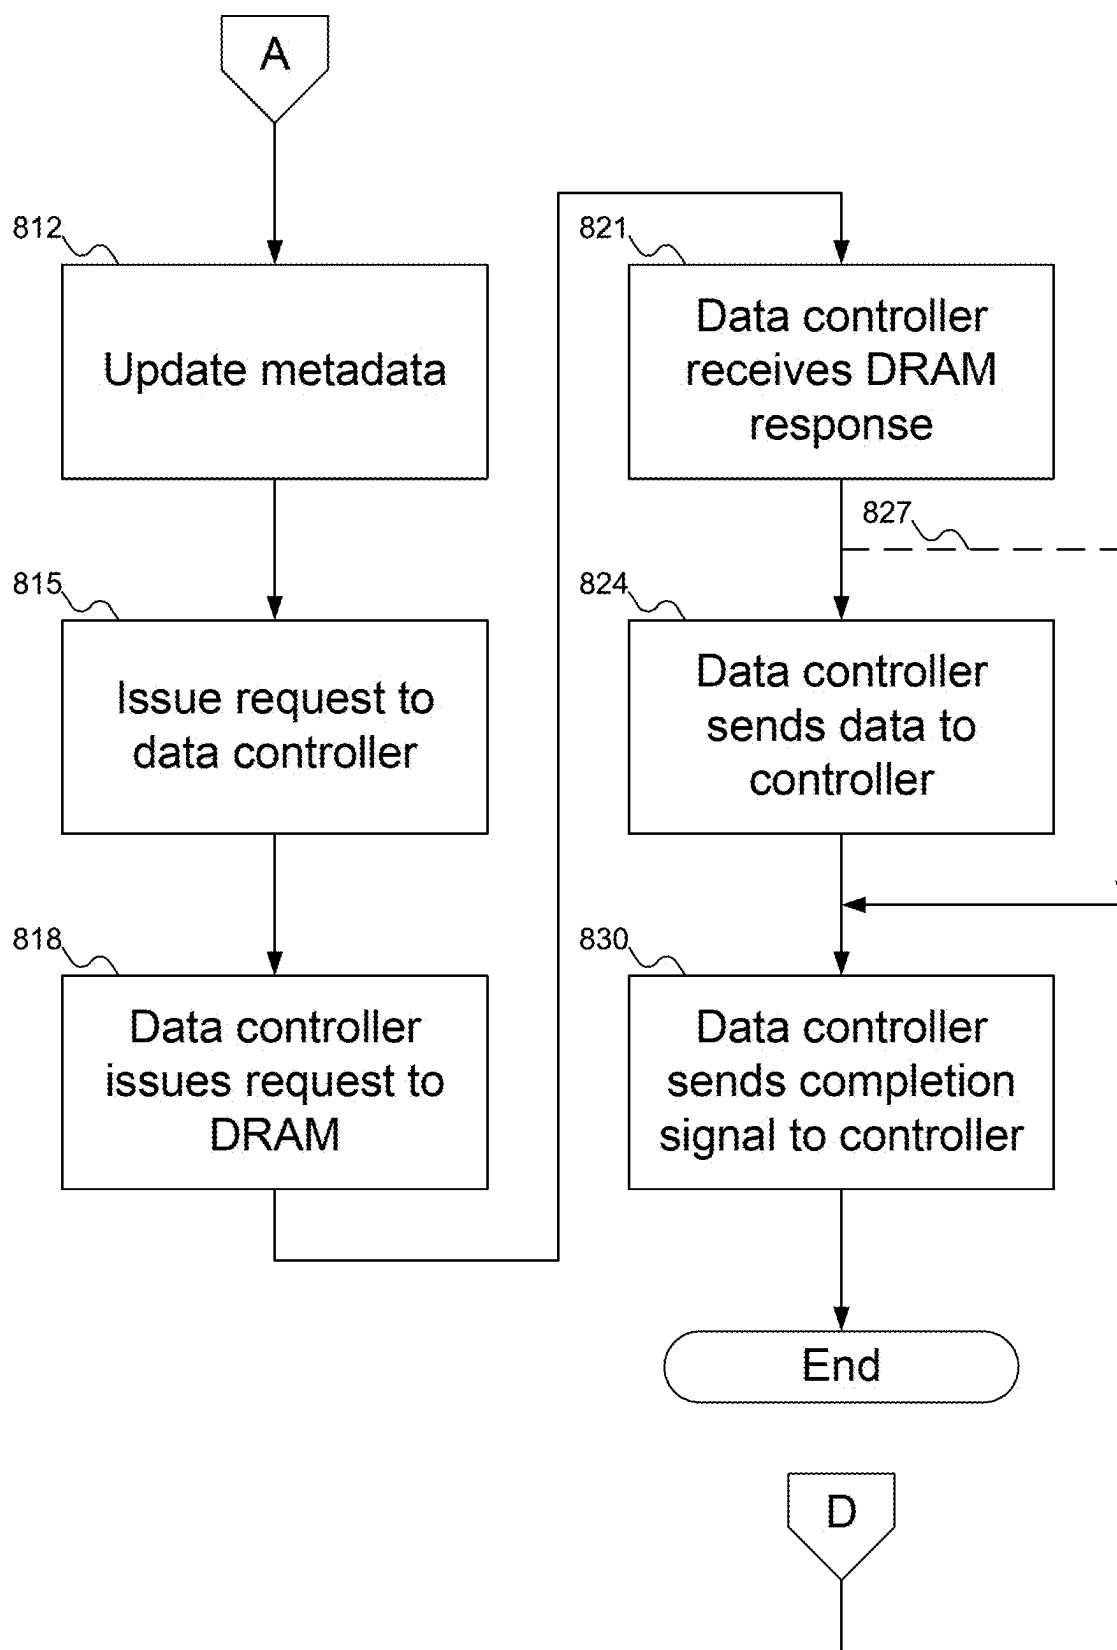 A
812
Update metadata
815
Issue request to
data controller
818
Data controller
issues request to
DRAM
821
Data controller
receives DRAM
response
827
824
Data controller
sends data to
controller
830
Data controller
sends completion
signal to controller
End
D